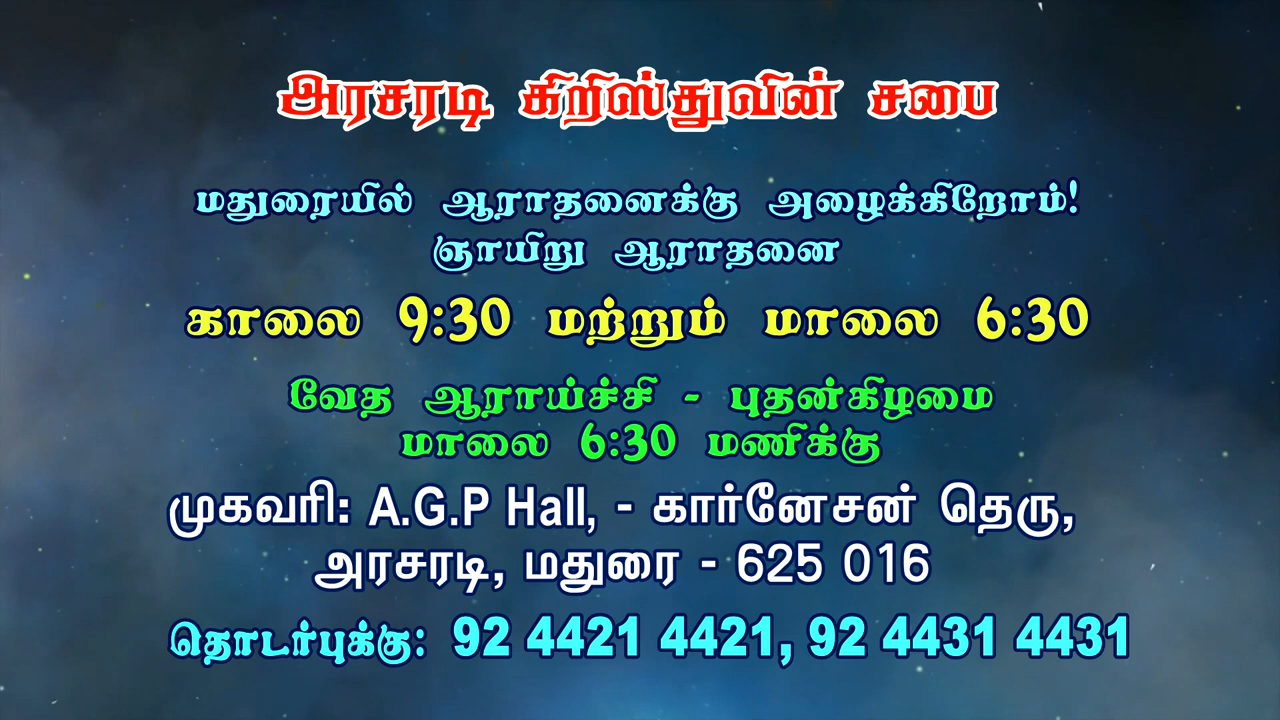 அரசரடி கிறிஸ்துவின் சபை
மதுரையில் ஆராதனைக்கு அழைக்கிறோம்!
ஞாயிறு ஆராதனை
காலை 9:30 மற்றும் மாலை 6:30
வேத ஆராய்ச்சி - புதன்கிழமை
மாலை 6:30 மணிக்கு
முகவரி: A.G.P Hall, - கார்னேசன் தெரு,
அரசரடி, மதுரை - 625 016
தொடர்புக்கு: 92 4421 4421, 92 4431 4431